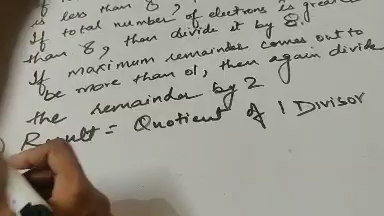 is less than 8,
If total number of electrons is great
than 8, then divide it by 8.
If maximum remainder comes out to
be more than 01, then again divide
the remainder by 2
Result = Quotient of 1 Divisor